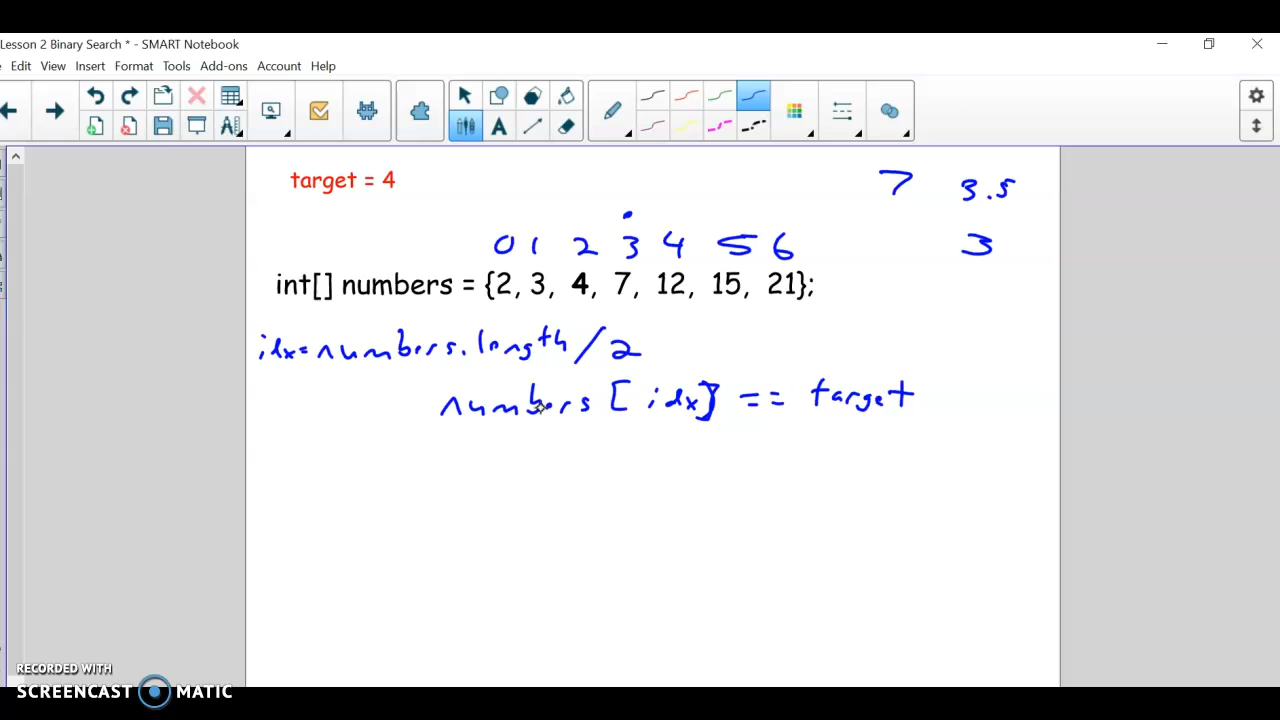 Lesson 2 Binary Search * - SMART Notebook
Edit View Insert Format Tools Add-ons Account Help
target = 4
7 3.5
0 1 2 3 4 5 6 3
int[] numbers = {2, 3, 4, 7, 12, 15, 21};
idx=numbers.length/2
numbers [idx] == target
RECORDED WITH
SCREENCAST MATIC